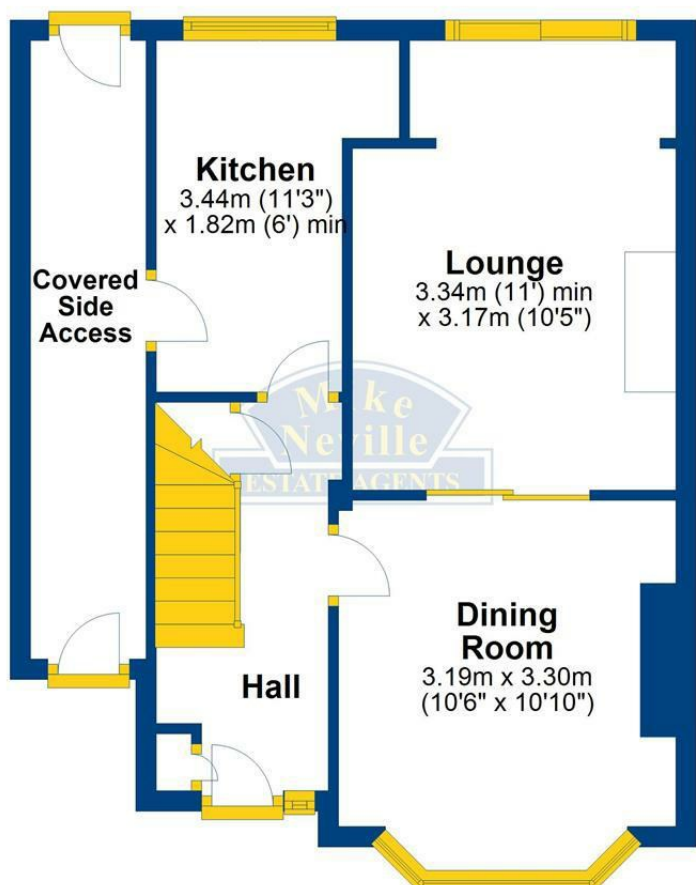 Kitchen
3.44m (11'3")
x 1.82m (6') min
Covered
Side
Access
Lounge
3.34m (11') min
x 3.17m (10'5")
Mike
Neville
ESTATE AGENTS
Dining
Room
3.19m x 3.30m
(10'6" x 10'10")
Hall